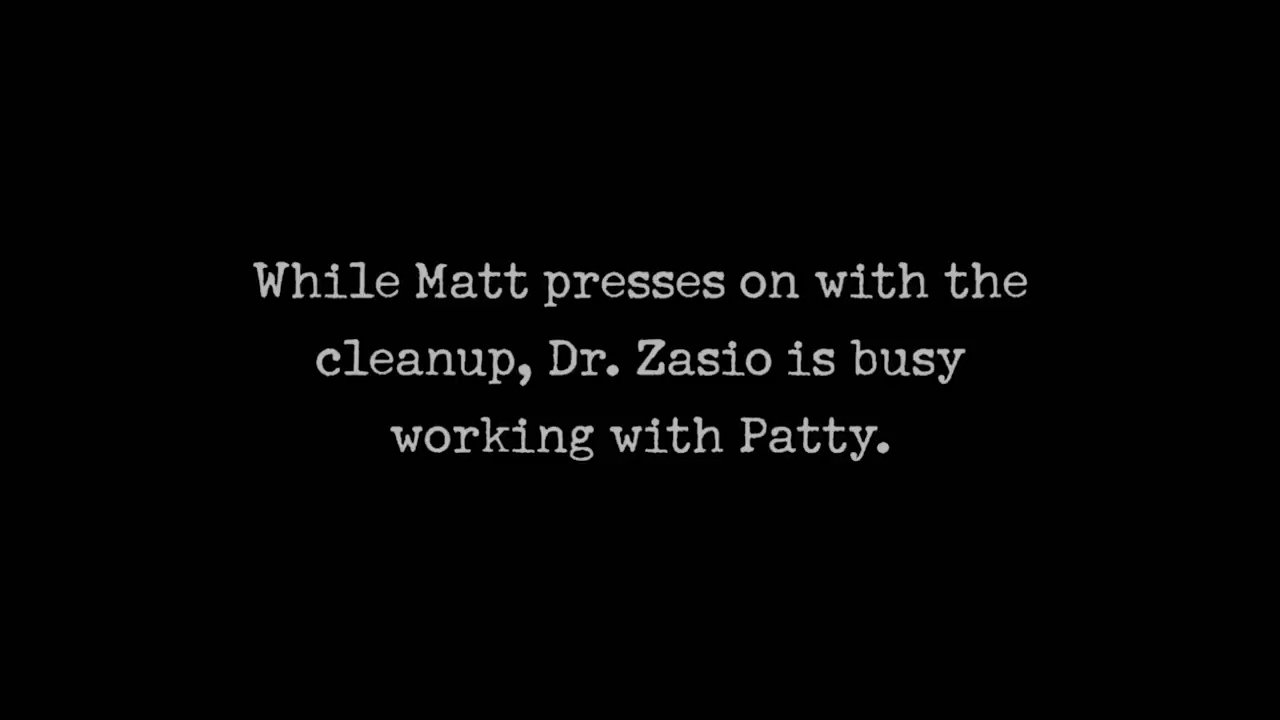 While Matt presses on with the
cleanup, Dr. Zasio is busy
working with Patty.